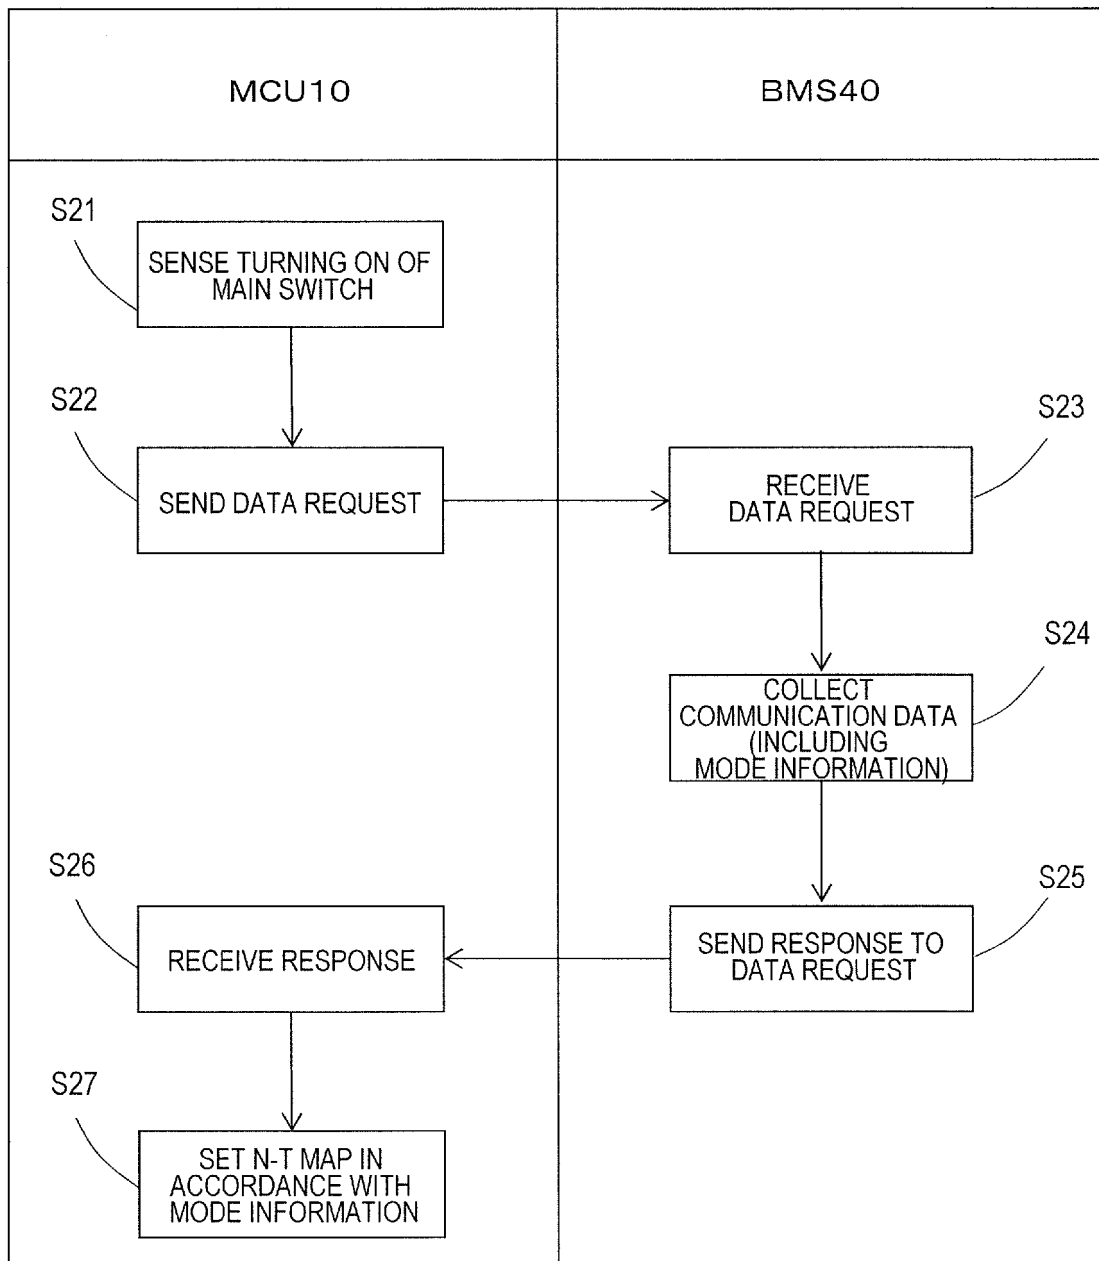 MCU10
BMS40
S21
SENSE TURNING ON OF
MAIN SWITCH
S22
SEND DATA REQUEST
S23
RECEIVE
DATA REQUEST
S24
COLLECT
COMMUNICATION DATA
(INCLUDING
MODE INFORMATION)
S25
SEND RESPONSE TO
DATA REQUEST
S26
RECEIVE RESPONSE
S27
SET N-T MAP IN
ACCORDANCE WITH
MODE INFORMATION